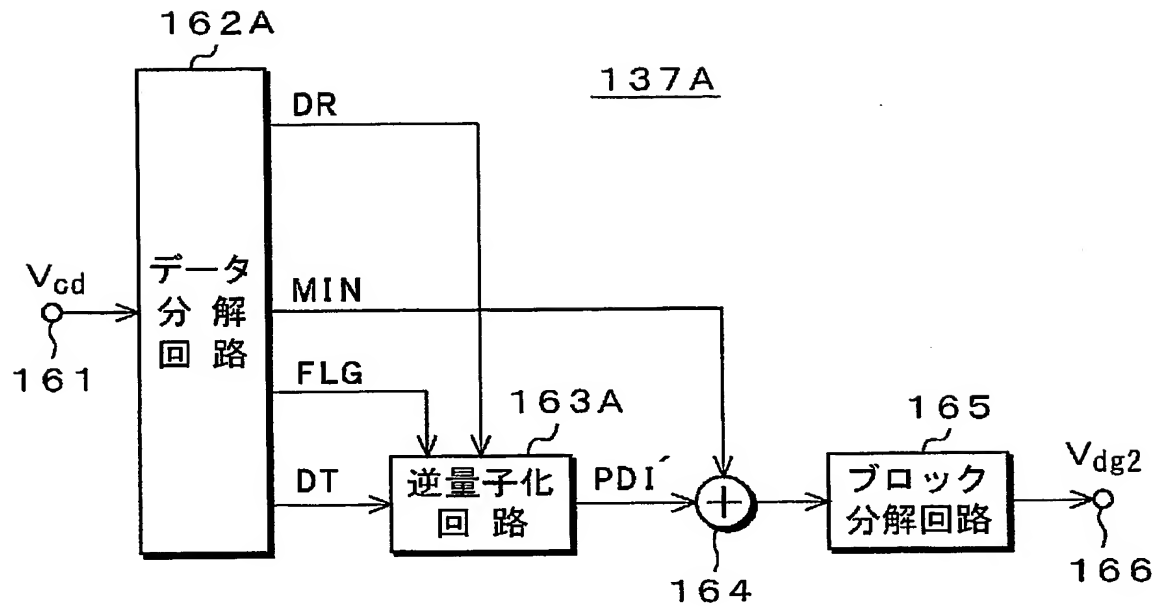 162A
137A
DR
Vcd
データ
分解
回路
MIN
161
FLG
163A
165
DT
逆量子化
回路
PDI´
+
ブロック
分解回路
Vdg2
164
166